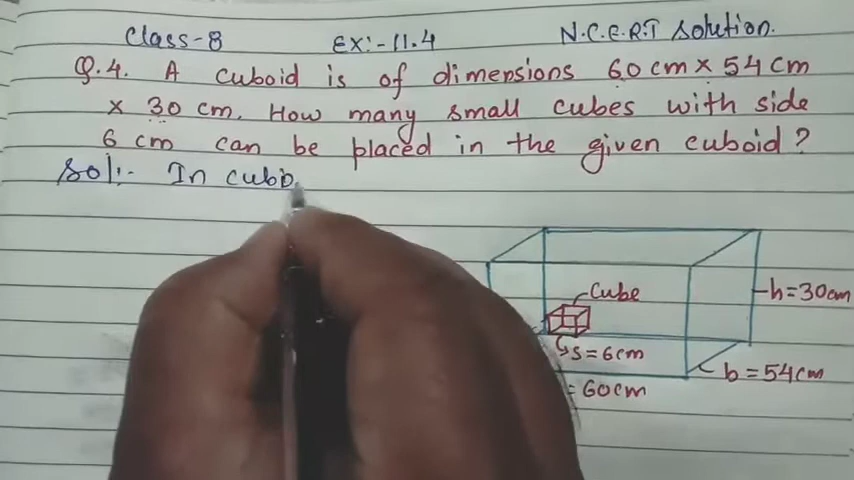 Class-8 Ex:-11.4 N.C.E.R.T Solution.
Q.4. A cuboid is of dimensions 60 cm x 54 cm
x 30 cm. How many small cubes with side
6 cm can be placed in the given cuboid?
Sol:- In cubo
Cube
h=30cm
s=6cm
b=54cm
=60cm